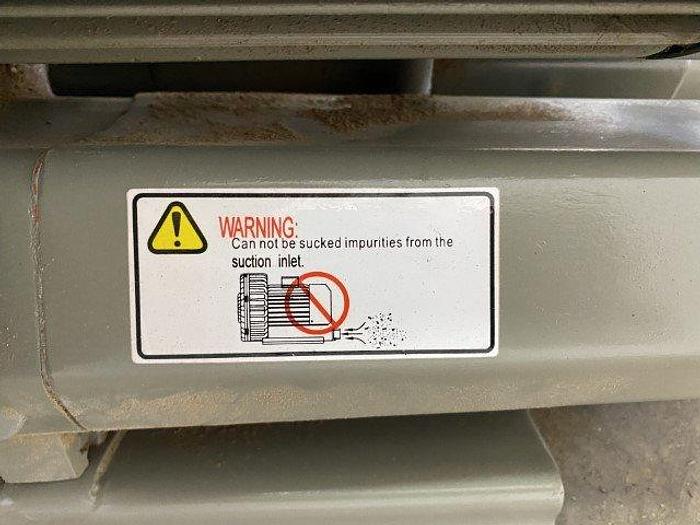 WARNING:
Can not be sucked impurities from the
suction inlet.